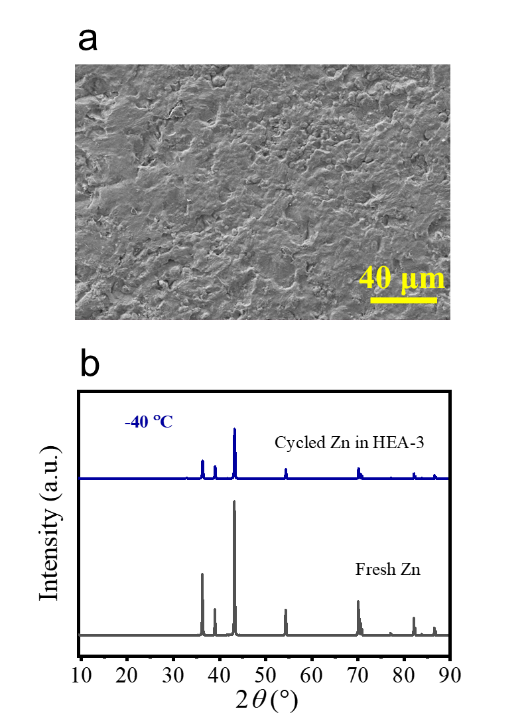 a
40 μm
b
-40 °C
Cycled Zn in HEA-3
Fresh Zn
Intensity (a.u.)
10 20 30 40 50 60 70 80 90
2θ (°)